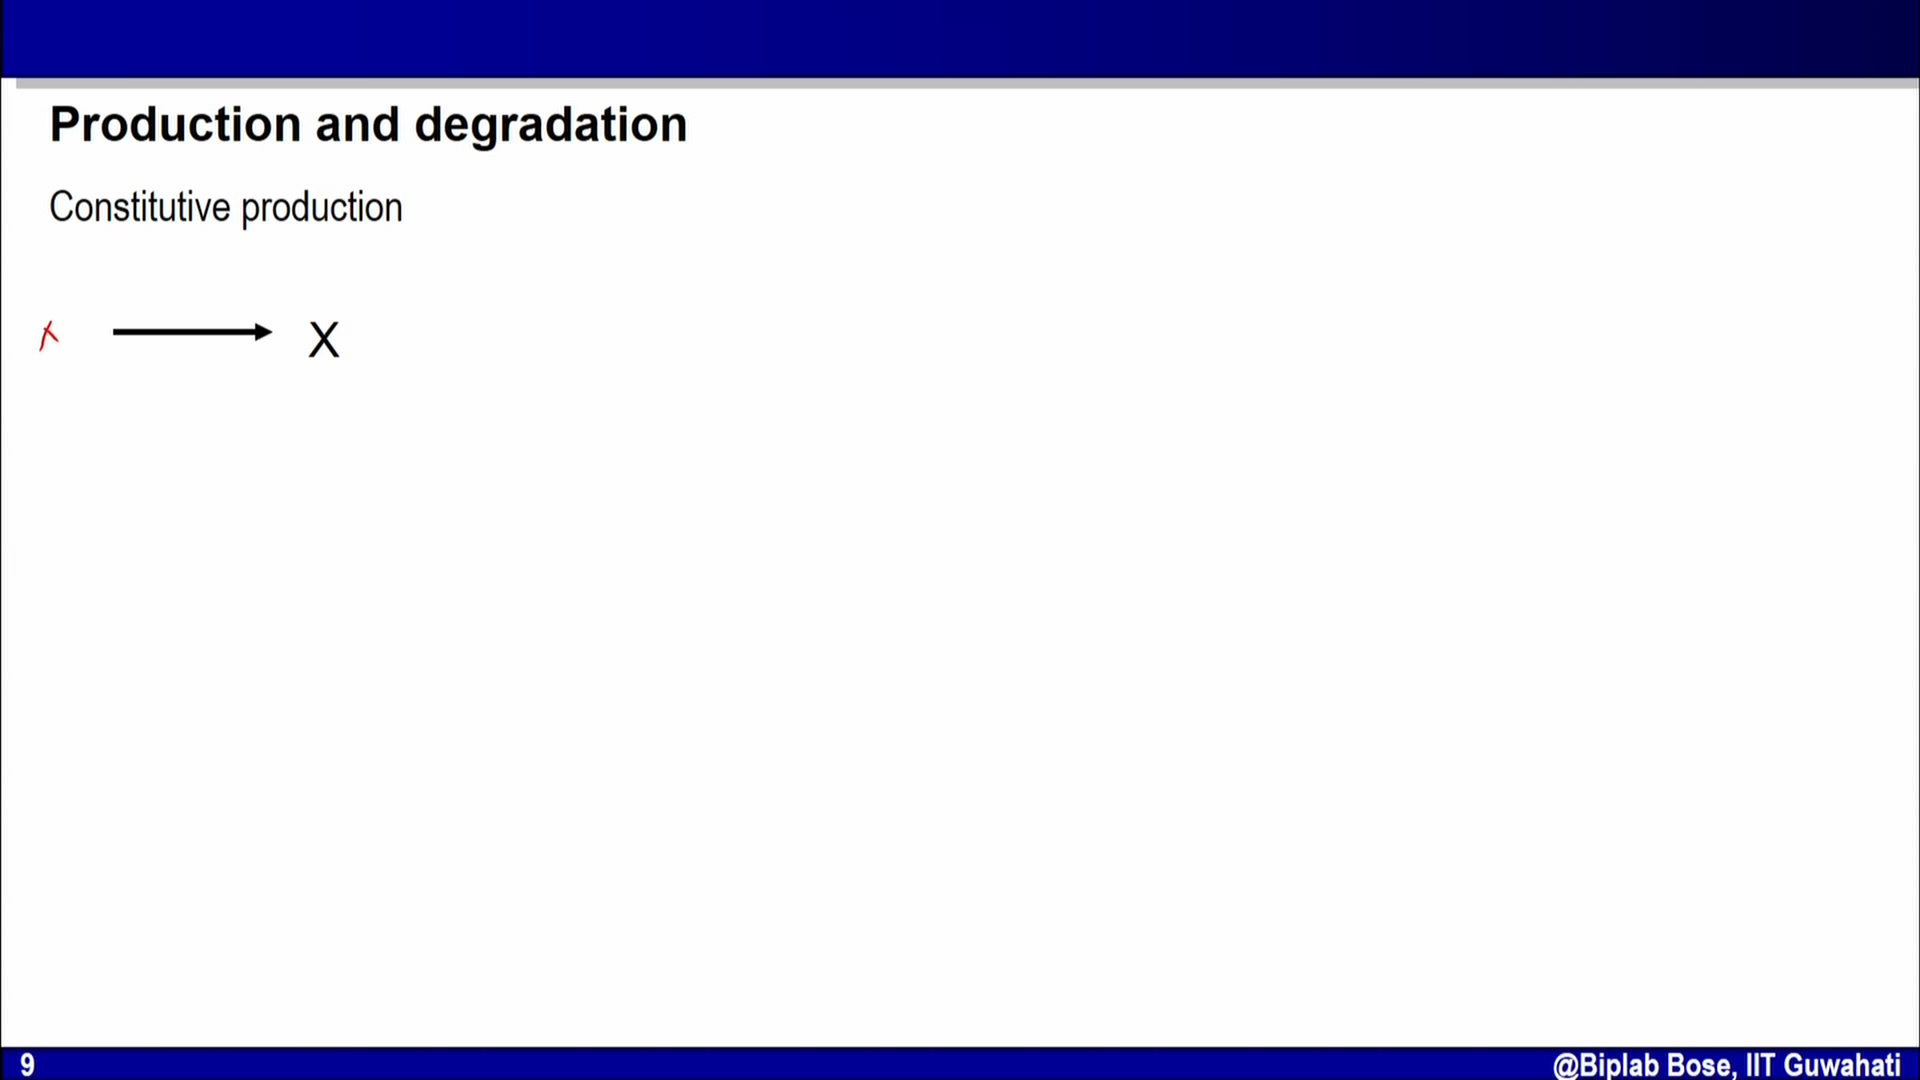 Production and degradation
Constitutive production
X
9
@Biplab Bose, IIT Guwahati